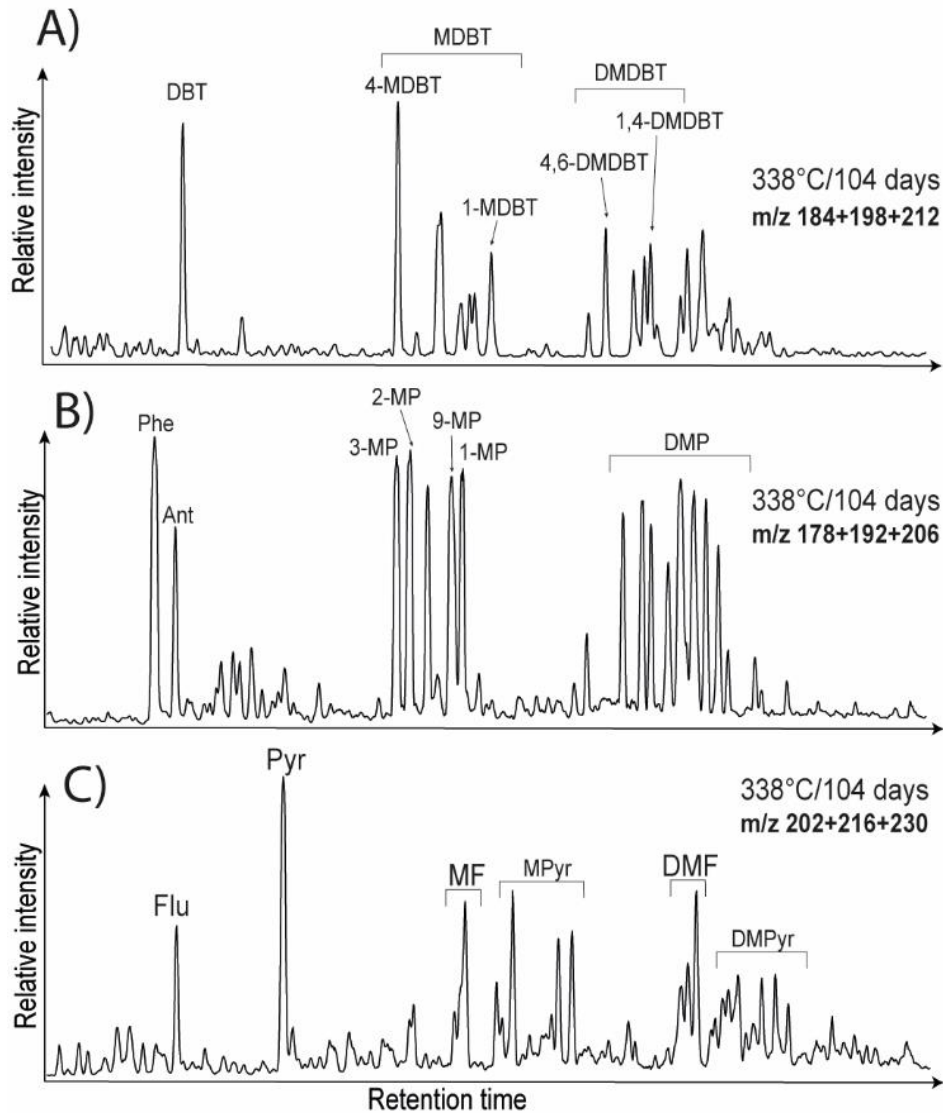 A)
MDBT
DBT
4-MDBT
DMDBT
1,4-DMDBT
4,6-DMDBT
1-MDBT
338°C/104 days
m/z 184+198+212
Relative intensity
B)
Phe
2-MP
9-MP
3-MP
1-MP
DMP
Ant
338°C/104 days
m/z 178+192+206
Relative intensity
C)
Pyr
338°C/104 days
m/z 202+216+230
MF
MPyr
DMF
Flu
DMPyr
Relative intensity
Retention time